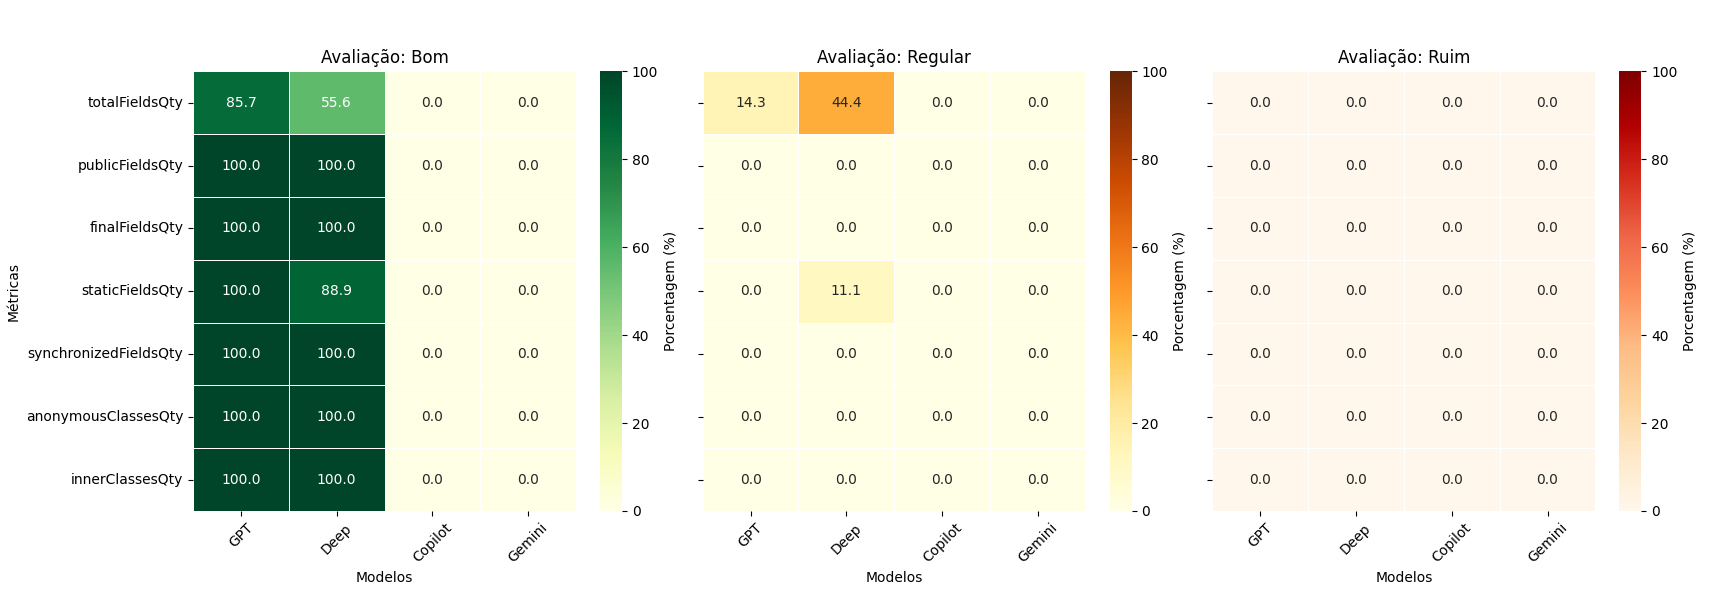 Avaliação: Bom
Avaliação: Regular
Avaliação: Ruim
Métricas
totalFieldsQty
publicFieldsQty
finalFieldsQty
staticFieldsQty
synchronizedFieldsQty
anonymousClassesQty
innerClassesQty
85.7 55.6 0.0 0.0
100.0 100.0 0.0 0.0
100.0 100.0 0.0 0.0
100.0 88.9 0.0 0.0
100.0 100.0 0.0 0.0
100.0 100.0 0.0 0.0
100.0 100.0 0.0 0.0
GPT Deep Copilot Gemini
Modelos
100
80
60
40
20
0
Porcentagem (%)
14.3 44.4 0.0 0.0
0.0 0.0 0.0 0.0
0.0 0.0 0.0 0.0
0.0 11.1 0.0 0.0
0.0 0.0 0.0 0.0
0.0 0.0 0.0 0.0
0.0 0.0 0.0 0.0
GPT Deep Copilot Gemini
Modelos
100
80
60
40
20
0
Porcentagem (%)
0.0 0.0 0.0 0.0
0.0 0.0 0.0 0.0
0.0 0.0 0.0 0.0
0.0 0.0 0.0 0.0
0.0 0.0 0.0 0.0
0.0 0.0 0.0 0.0
0.0 0.0 0.0 0.0
GPT Deep Copilot Gemini
Modelos
100
80
60
40
20
0
Porcentagem (%)